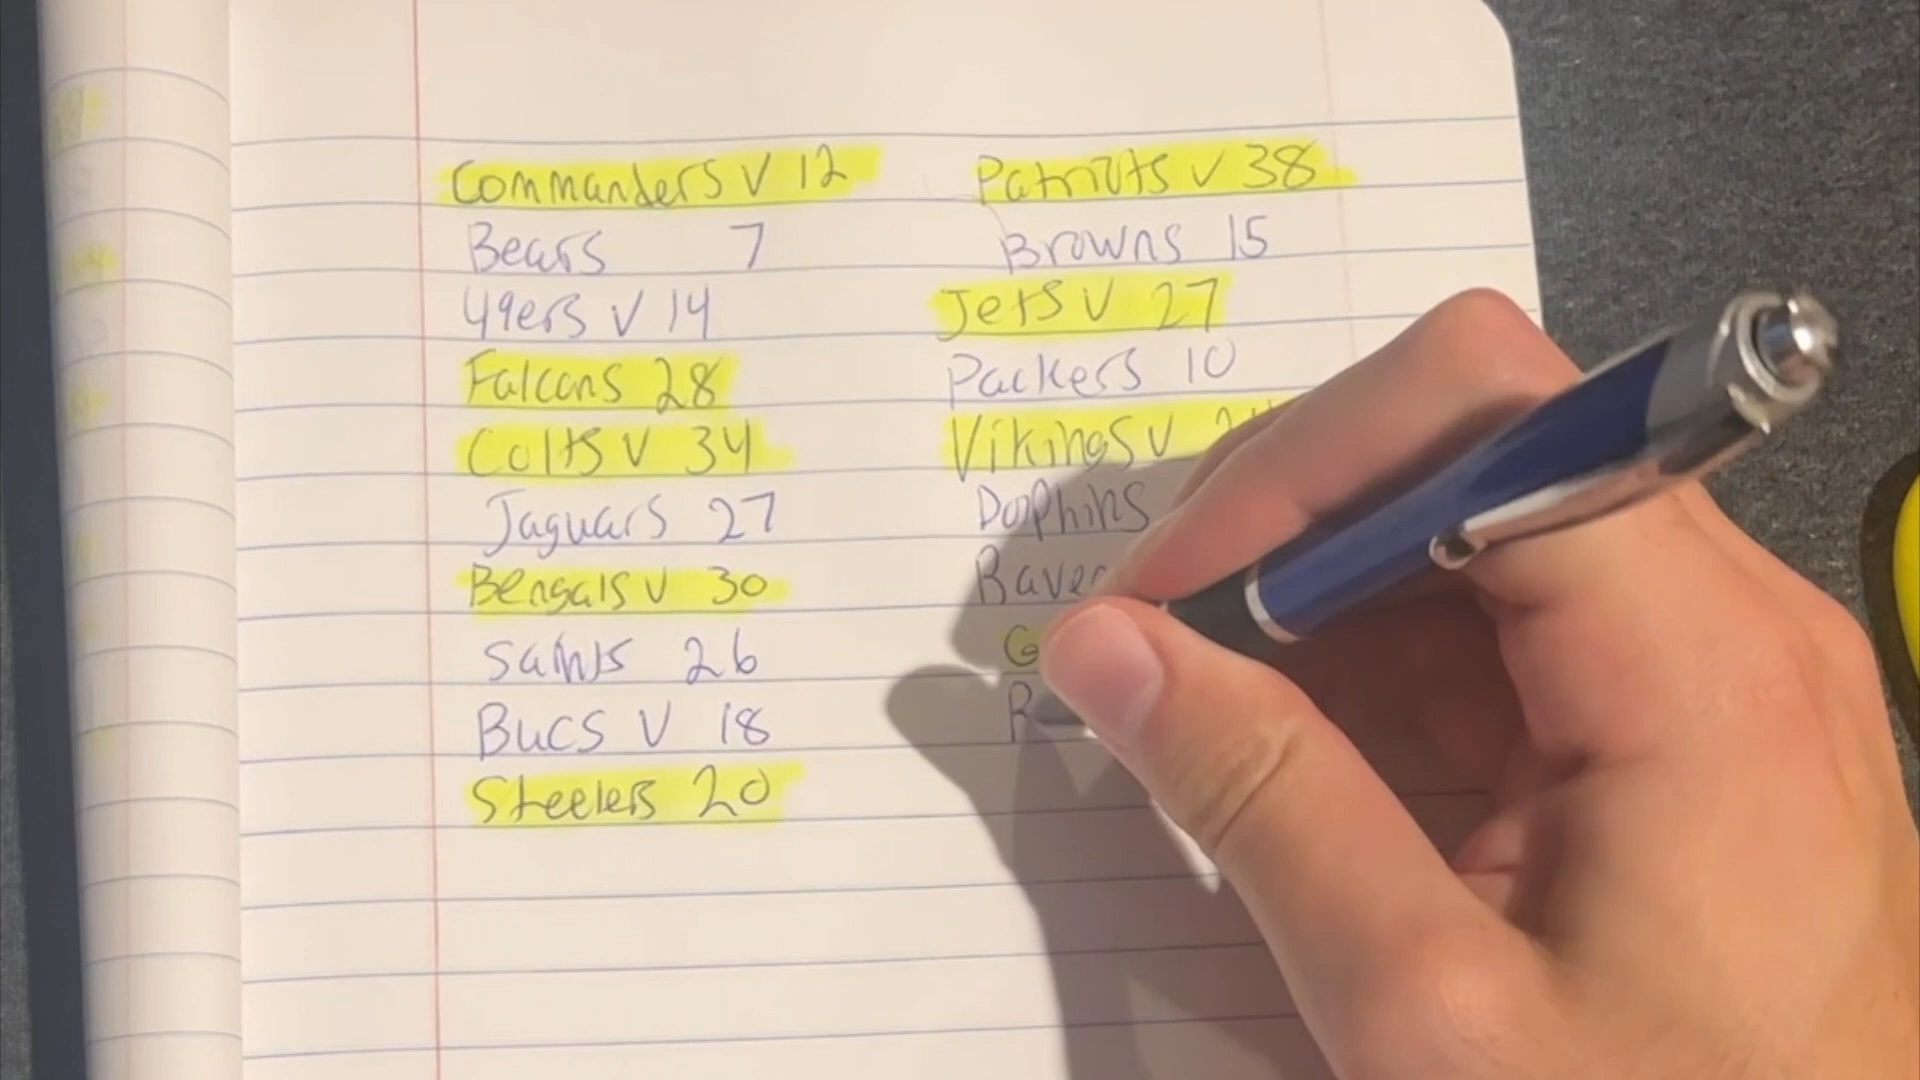 Commanders v 12
Bears 7
49ers v 14
Falcons 28
Colts v 34
Jaguars 27
Bengals v 30
Saints 26
Bucs v 18
Steelers 20
Patriots v 38
Browns 15
Jets v 27
Packers 10
Vikings v
Dolphins